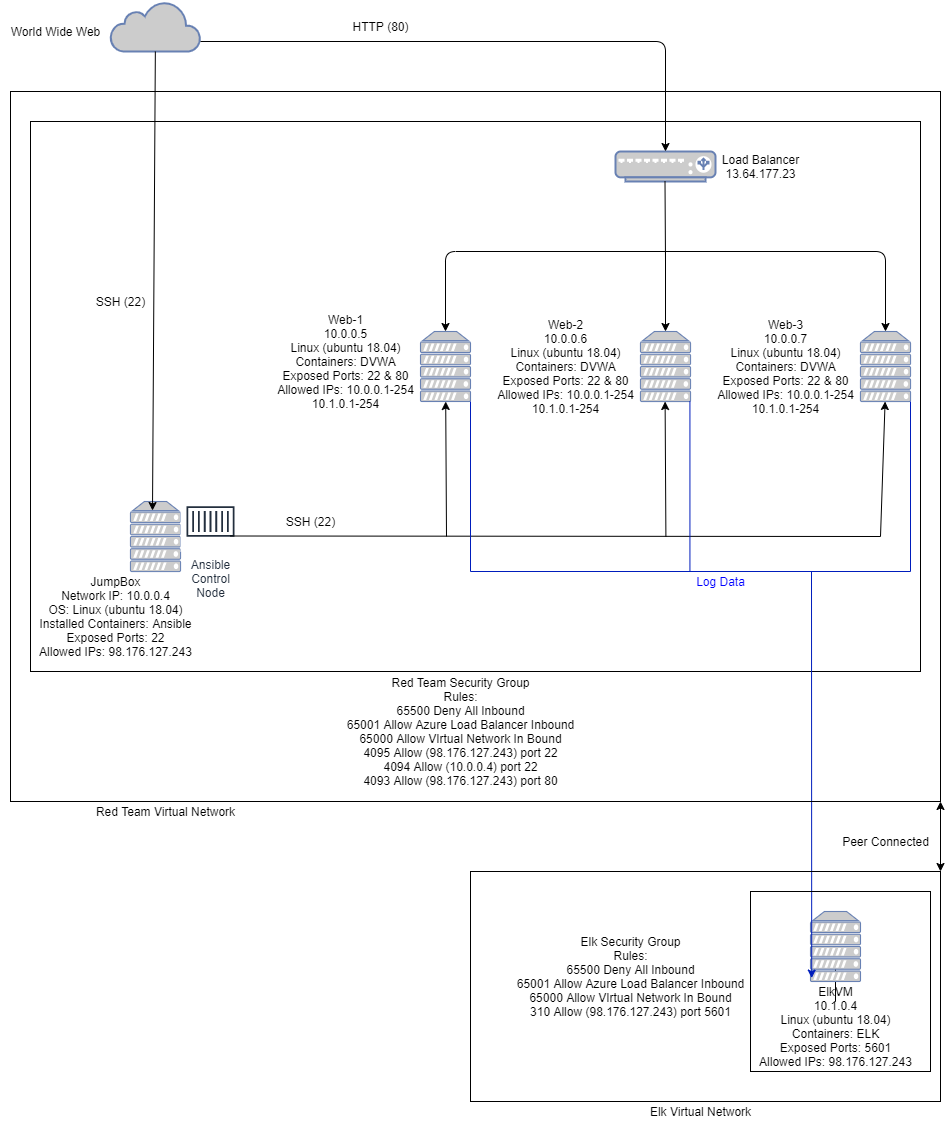 World Wide Web
HTTP (80)
Load Balancer
13.64.177.23
SSH (22)
Web-1
10.0.0.5
Linux (ubuntu 18.04)
Containers: DVWA
Exposed Ports: 22 & 80
Allowed IPs: 10.0.0.1-254
10.1.0.1-254
Web-2
10.0.0.6
Linux (ubuntu 18.04)
Containers: DVWA
Exposed Ports: 22 & 80
Allowed IPs: 10.0.0.1-254
10.1.0.1-254
Web-3
10.0.0.7
Linux (ubuntu 18.04)
Containers: DVWA
Exposed Ports: 22 & 80
Allowed IPs: 10.0.0.1-254
10.1.0.1-254
SSH (22)
Ansible
Control
Node
Log Data
JumpBox
Network IP: 10.0.0.4
OS: Linux (ubuntu 18.04)
Installed Containers: Ansible
Exposed Ports: 22
Allowed IPs: 98.176.127.243
Red Team Security Group
Rules:
65500 Deny All Inbound
65001 Allow Azure Load Balancer Inbound
65000 Allow VIrtual Network In Bound
4095 Allow (98.176.127.243) port 22
4094 Allow (10.0.0.4) port 22
4093 Allow (98.176.127.243) port 80
Red Team Virtual Network
Peer Connected
Elk Security Group
Rules:
65500 Deny All Inbound
65001 Allow Azure Load Balancer Inbound
65000 Allow VIrtual Network In Bound
310 Allow (98.176.127.243) port 5601
ElkVM
10.1.0.4
Linux (ubuntu 18.04)
Containers: ELK
Exposed Ports: 5601
Allowed IPs: 98.176.127.243
Elk Virtual Network